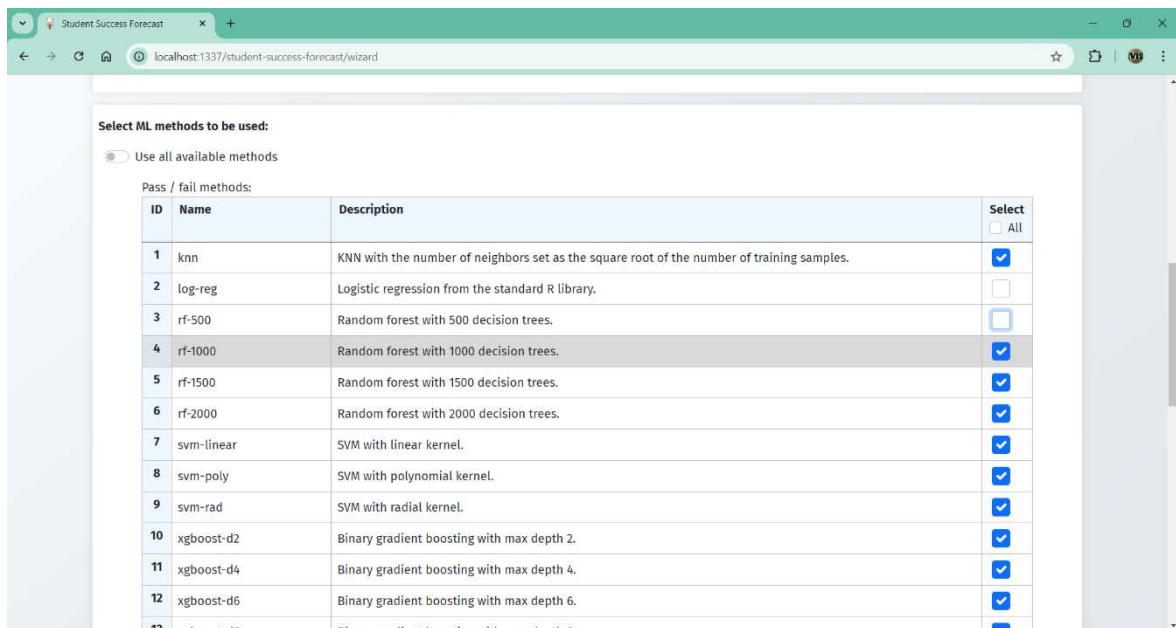 Student Success Forecast
localhost:1337/student-success-forecast/wizard
VB
Select ML methods to be used:
Use all available methods
Pass / fail methods:
ID Name Description Select
All
1 knn KNN with the number of neighbors set as the square root of the number of training samples.
2 log-reg Logistic regression from the standard R library.
3 rf-500 Random forest with 500 decision trees.
4 rf-1000 Random forest with 1000 decision trees.
5 rf-1500 Random forest with 1500 decision trees.
6 rf-2000 Random forest with 2000 decision trees.
7 svm-linear SVM with linear kernel.
8 svm-poly SVM with polynomial kernel.
9 svm-rad SVM with radial kernel.
10 xgboost-d2 Binary gradient boosting with max depth 2.
11 xgboost-d4 Binary gradient boosting with max depth 4.
12 xgboost-d6 Binary gradient boosting with max depth 6.